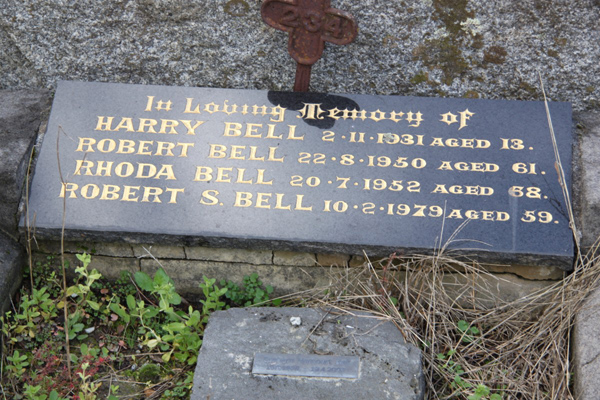 In Loving Memory of
HARRY BELL 2·11·1931 AGED 13.
ROBERT BELL 22·8·1950 AGED 61.
RHODA BELL 20·7·1952 AGED 68.
ROBERT S. BELL 10·2·1979 AGED 59.